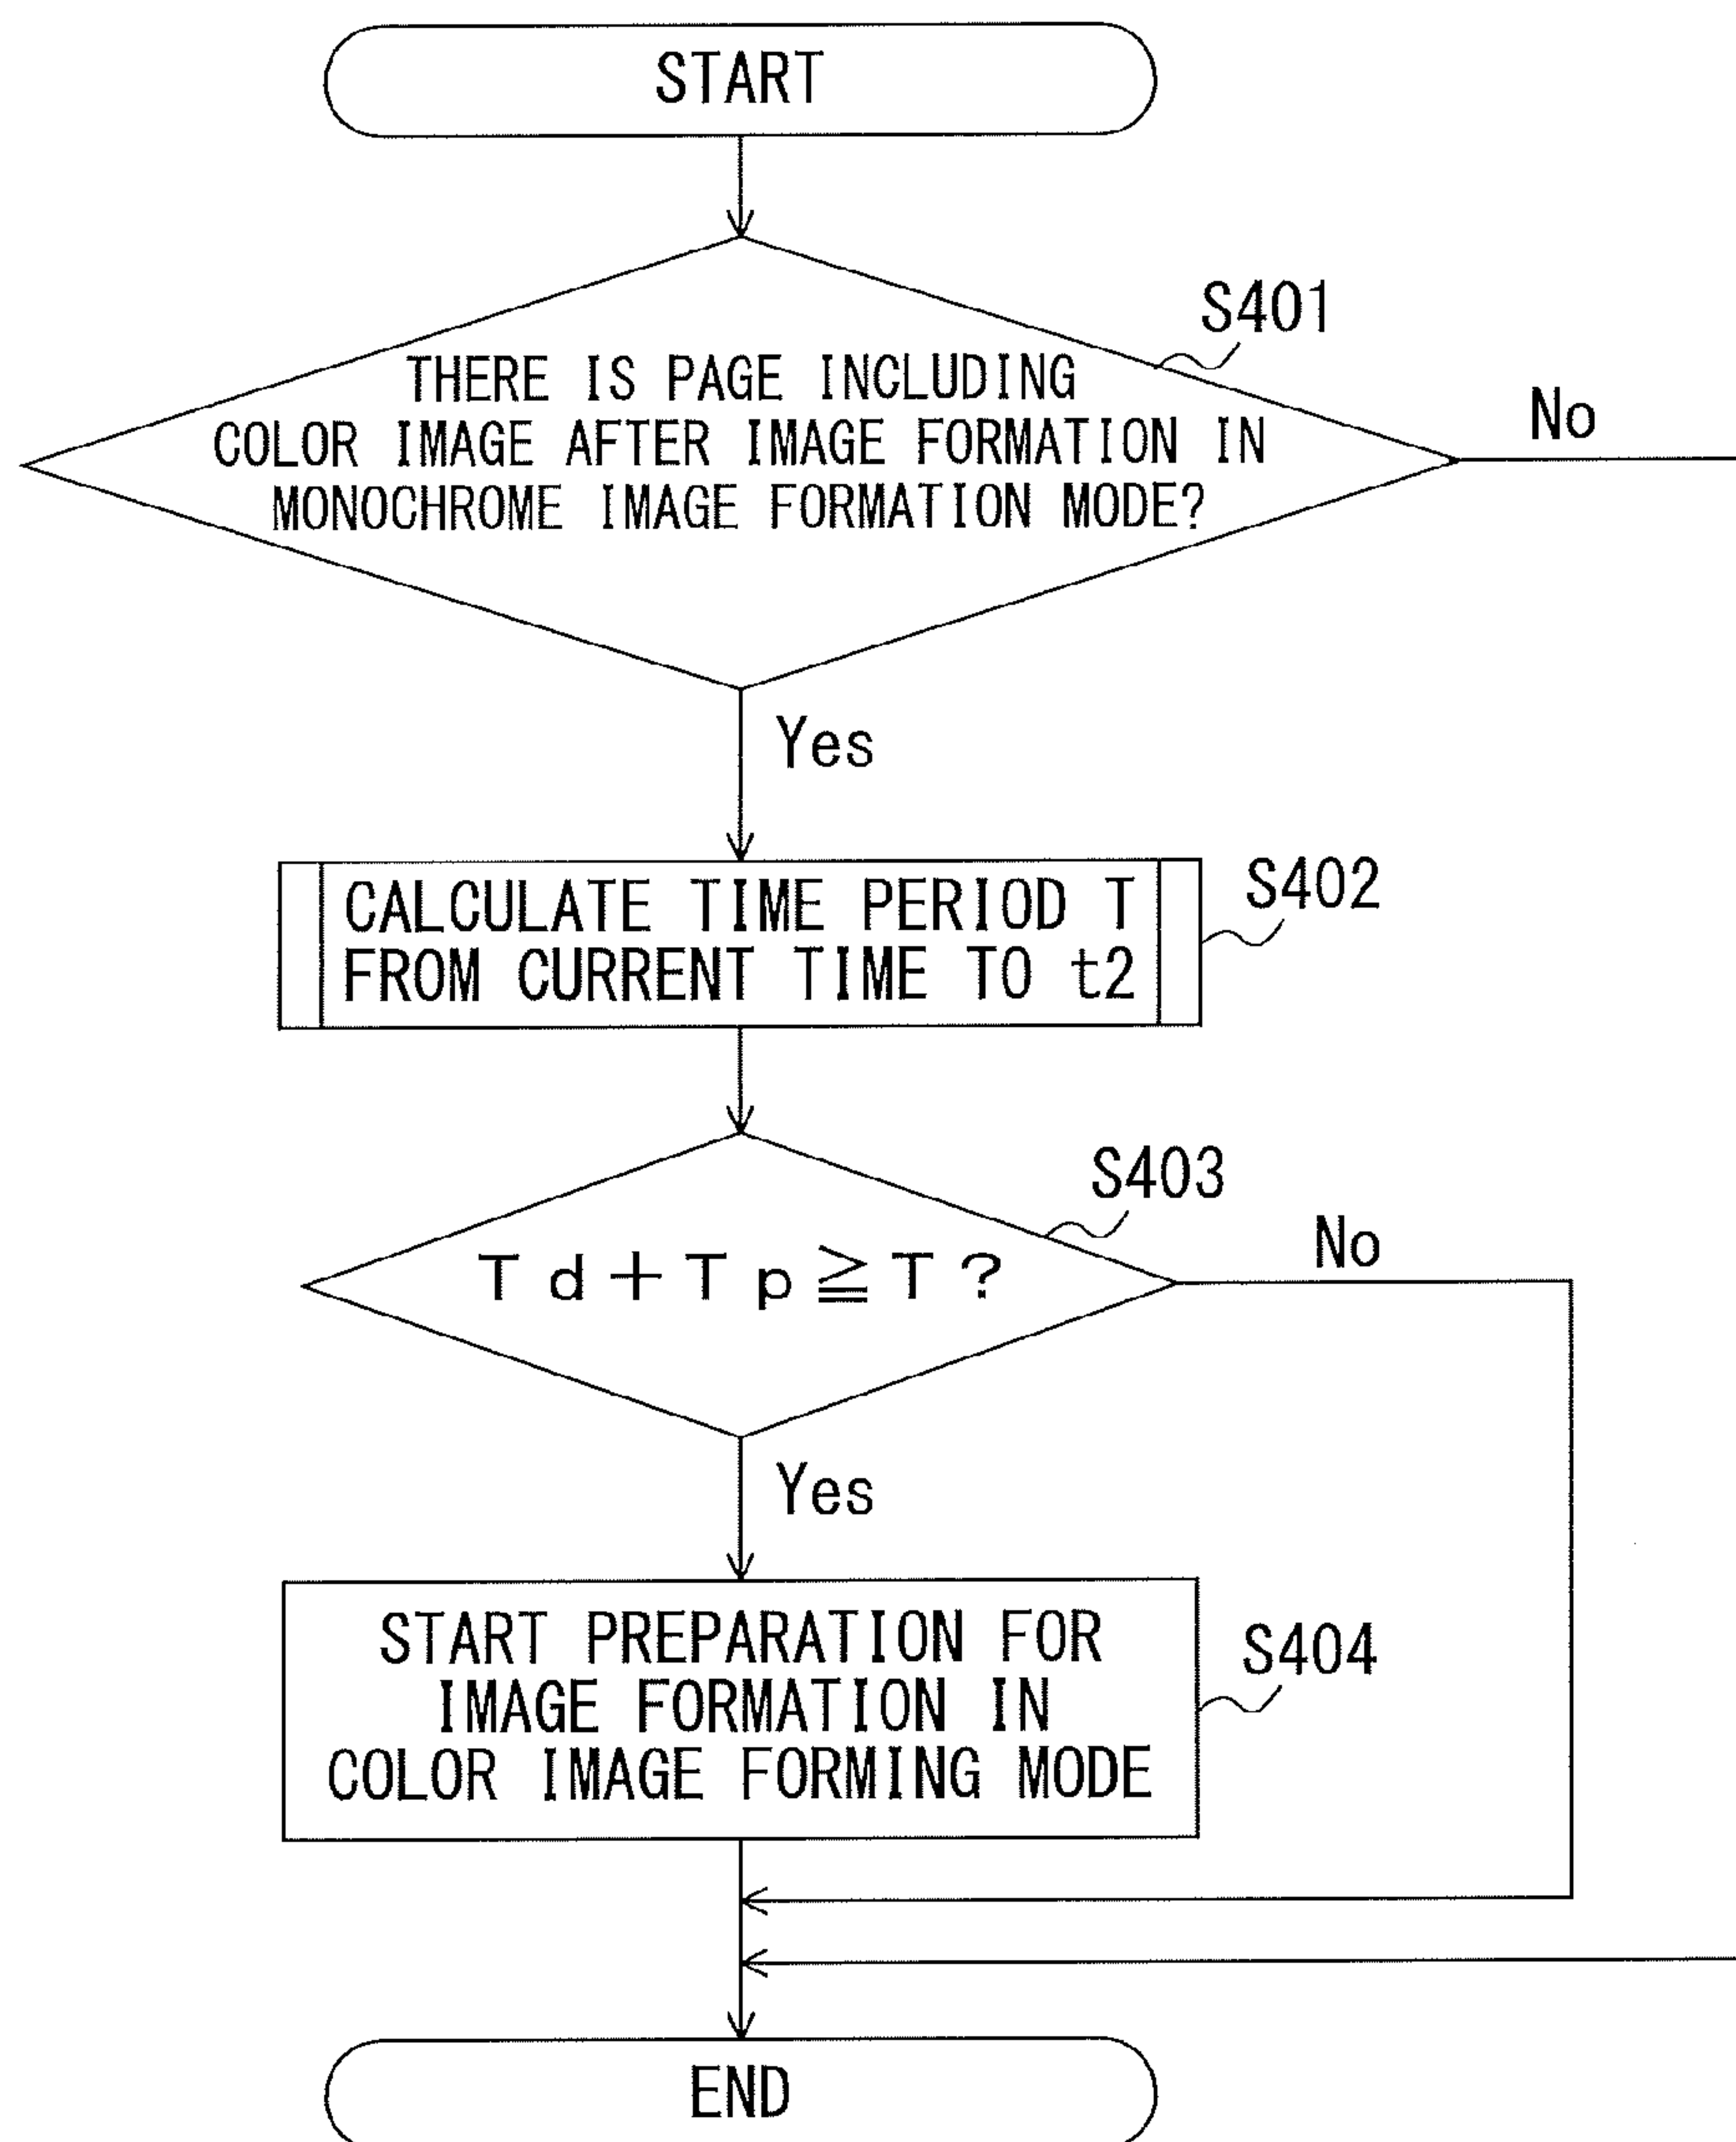 START
S401
THERE IS PAGE INCLUDING
COLOR IMAGE AFTER IMAGE FORMATION IN
MONOCHROME IMAGE FORMATION MODE?
No
Yes
CALCULATE TIME PERIOD T
FROM CURRENT TIME TO t2
S402
S403
Td+Tp≧T?
No
Yes
START PREPARATION FOR
IMAGE FORMATION IN
COLOR IMAGE FORMING MODE
S404
END